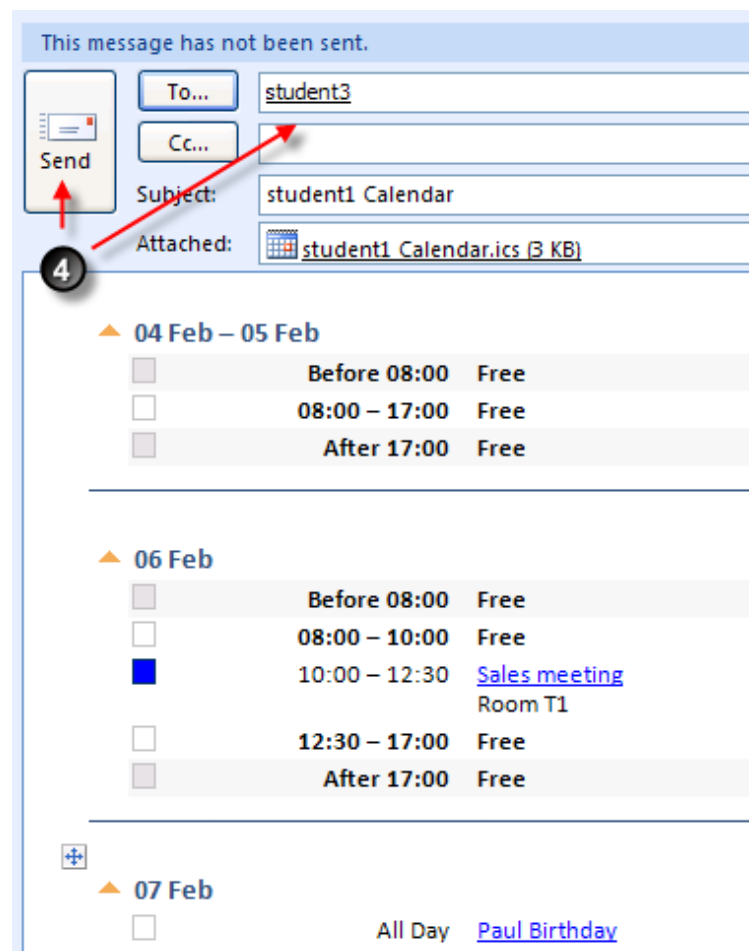 This message has not been sent.
To...
student3
Cc...
Send
Subject:
student1 Calendar
Attached:
student1 Calendar.ics (3 KB)
4
04 Feb – 05 Feb
Before 08:00 Free
08:00 – 17:00 Free
After 17:00 Free
06 Feb
Before 08:00 Free
08:00 – 10:00 Free
10:00 – 12:30 Sales meeting
Room T1
12:30 – 17:00 Free
After 17:00 Free
07 Feb
All Day Paul Birthday